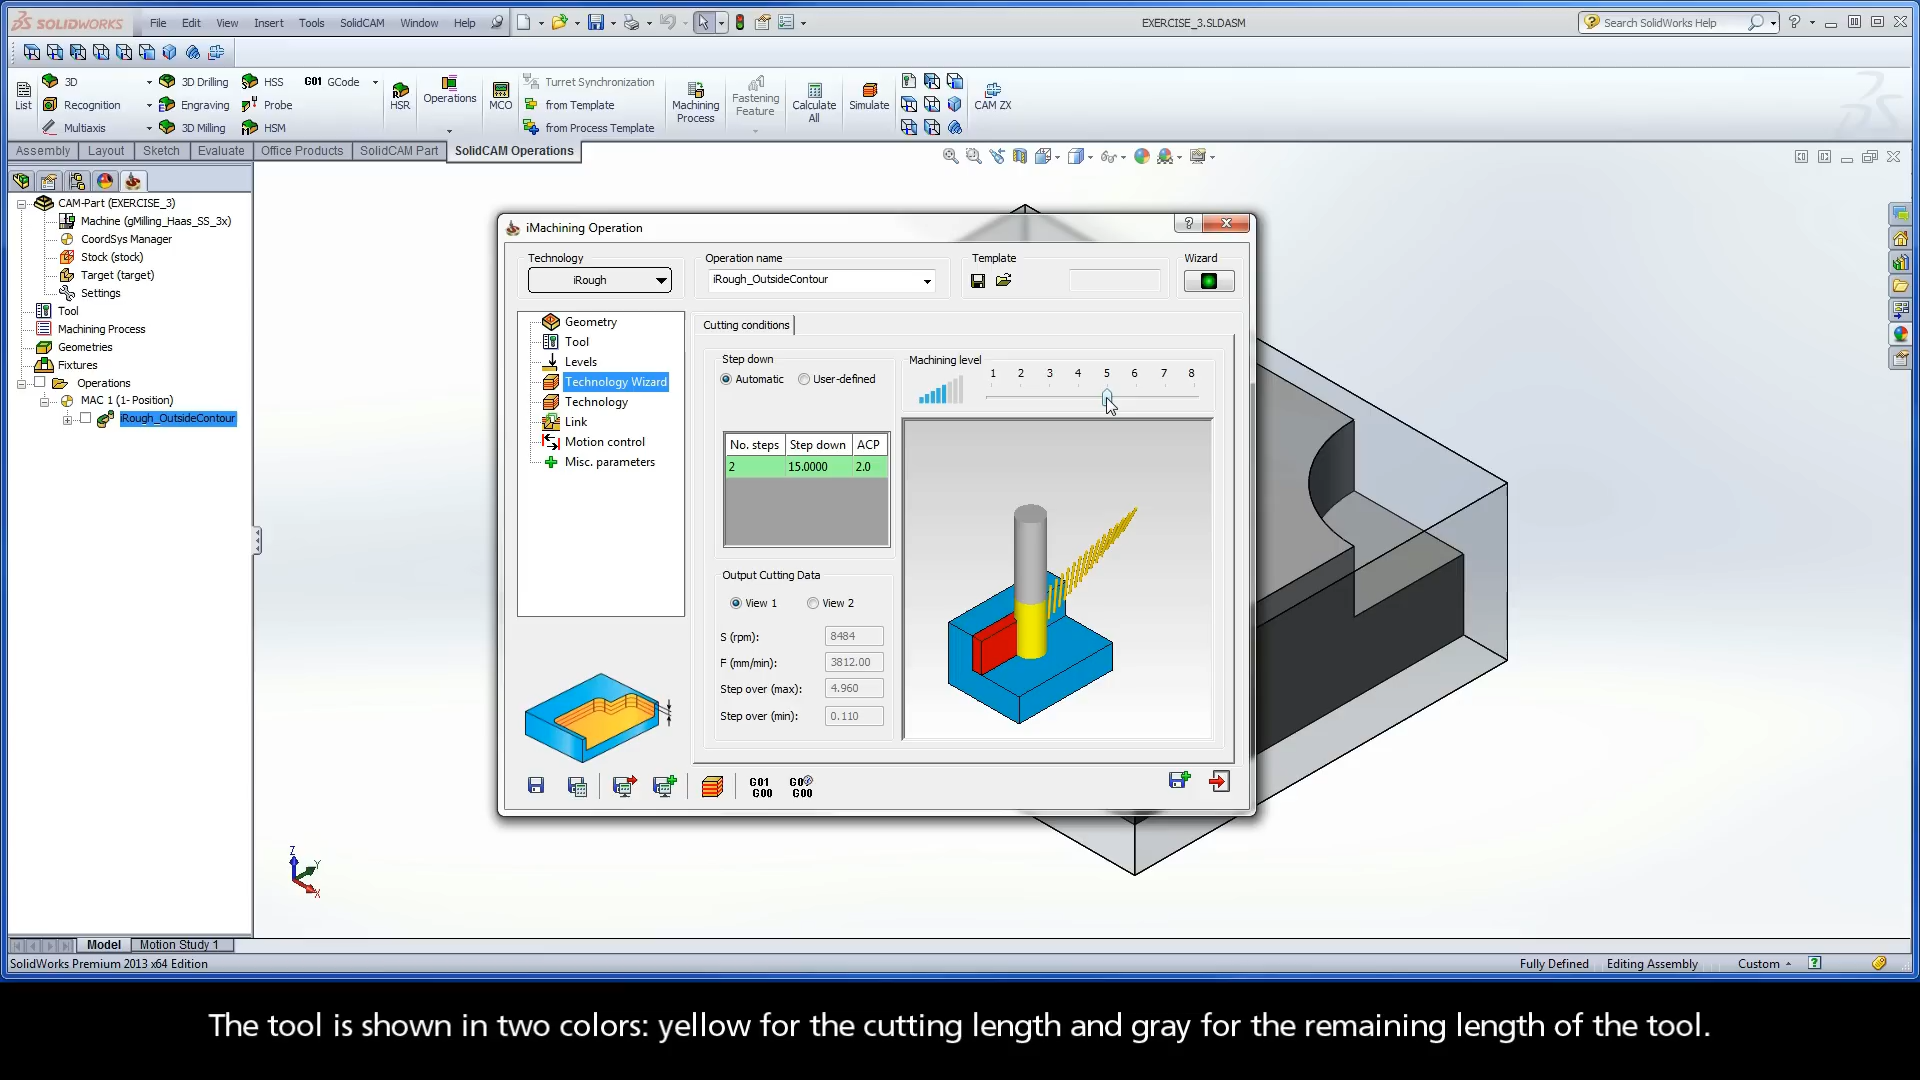 SOLIDWORKS File Edit View Insert Tools SolidCAM Window Help EXERCISE_3.SLDASM Search SolidWorks Help
3D 3D Drilling HSS G01 GCode Turret Synchronization
List Recognition Engraving Probe HSR Operations MCO from Template Machining Process Fastening Feature Calculate All Simulate CAM ZX
Multiaxis 3D Milling HSM from Process Template
Assembly Layout Sketch Evaluate Office Products SolidCAM Part SolidCAM Operations
CAM-Part (EXERCISE_3)
Machine (gMilling_Haas_SS_3x)
CoordSys Manager
Stock (stock)
Target (target)
Settings
Tool
Machining Process
Geometries
Fixtures
Operations
MAC 1 (1- Position)
iRough_OutsideContour
iMachining Operation
Technology Operation name Template Wizard
iRough iRough_OutsideContour
Geometry
Tool
Levels
Technology Wizard
Technology
Link
Motion control
Misc. parameters
Cutting conditions
Step down
Automatic User-defined
Machining level
1 2 3 4 5 6 7 8
No. steps Step down ACP
2 15.0000 2.0
Output Cutting Data
View 1 View 2
S (rpm): 8484
F (mm/min): 3812.00
Step over (max): 4.960
Step over (min): 0.110
G01 G00
G00
Z
Y
X
Model Motion Study 1
SolidWorks Premium 2013 x64 Edition Fully Defined Editing Assembly Custom
The tool is shown in two colors: yellow for the cutting length and gray for the remaining length of the tool.